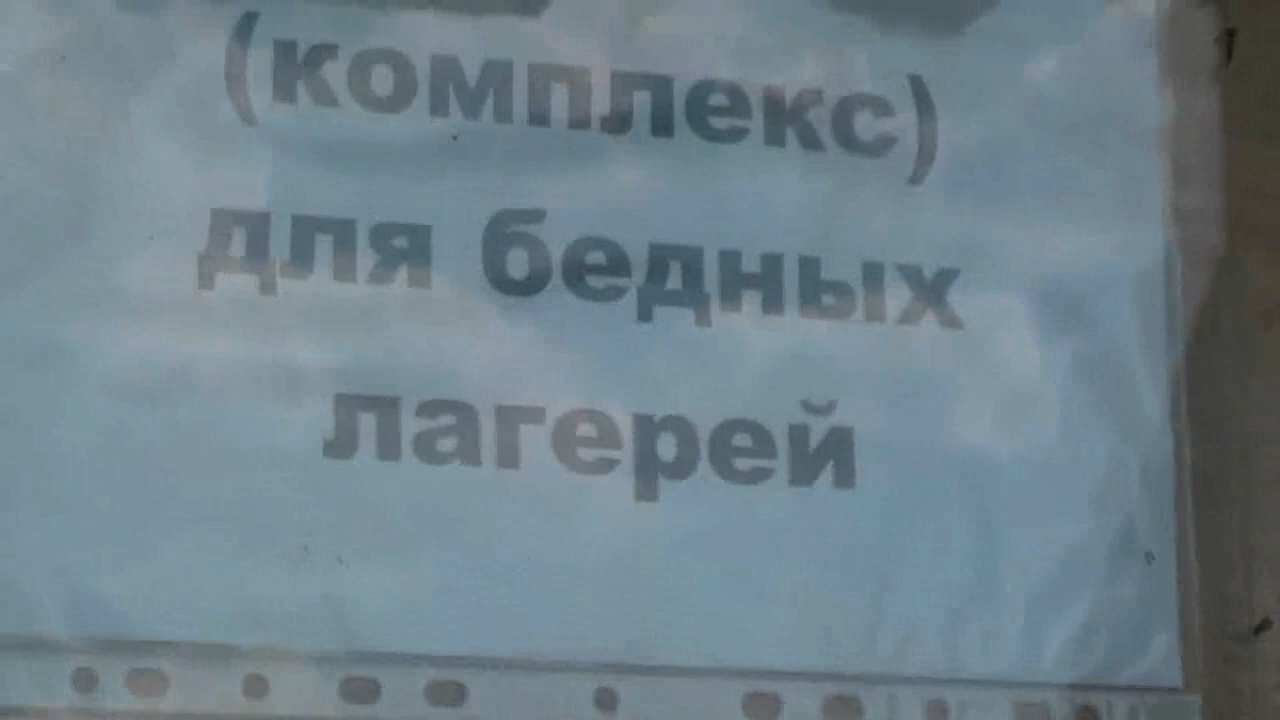 (комплекс)
для бедных
лагерей